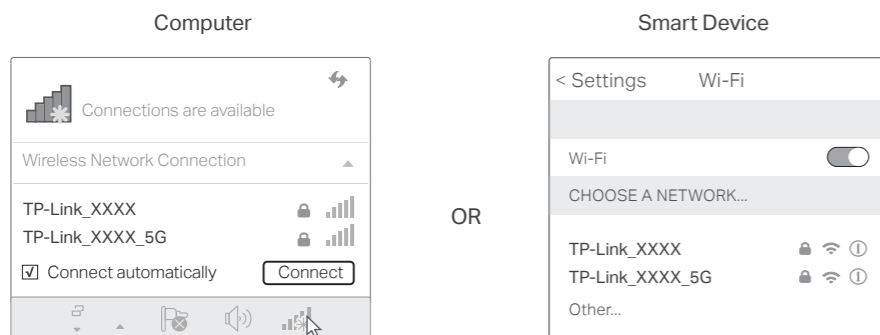 Computer
Connections are available
Wireless Network Connection
TP-Link_XXXX
TP-Link_XXXX_5G
Connect automatically
Connect
OR
Smart Device
< Settings Wi-Fi
Wi-Fi
CHOOSE A NETWORK...
TP-Link_XXXX
TP-Link_XXXX_5G
Other...